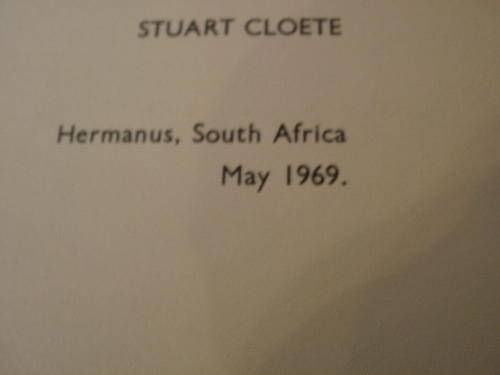 STUART CLOETE
Hermanus, South Africa
May 1969.